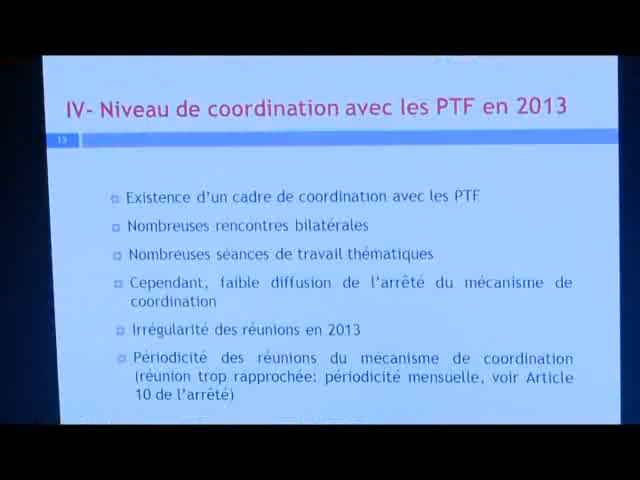 IV- Niveau de coordination avec les PTF en 2013
13
Existence d'un cadre de coordination avec les PTF
Nombreuses rencontres bilatérales
Nombreuses séances de travail thématiques
Cependant, faible diffusion de l'arrêté du mécanisme de
coordination
Irrégularité des réunions en 2013
Périodicité des réunions du mécanisme de coordination
(réunion trop rapprochée: périodicité mensuelle, voir Article
10 de l'arrêté)